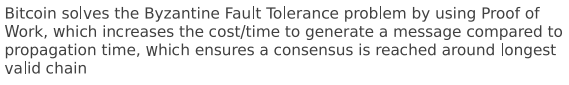 Bitcoin solves the Byzantine Fault Tolerance problem by using Proof of
Work, which increases the cost/time to generate a message compared to
propagation time, which ensures a consensus is reached around longest
valid chain